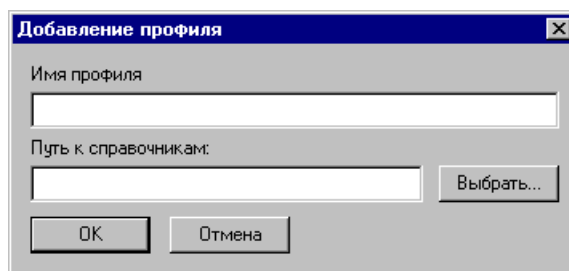 Добавление профиля
Имя профиля
Путь к справочникам:
Выбрать...
OK
Отмена